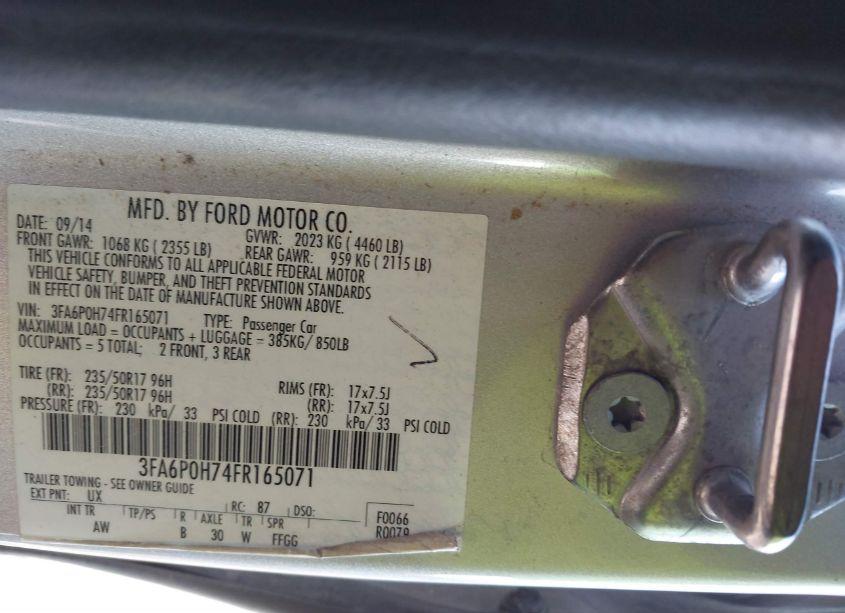 MFD. BY FORD MOTOR CO.
DATE: 09/14 GVWR: 2023 KG ( 4460 LB)
FRONT GAWR: 1068 KG ( 2355 LB) REAR GAWR: 959 KG ( 2115 LB)
THIS VEHICLE CONFORMS TO ALL APPLICABLE FEDERAL MOTOR
VEHICLE SAFETY, BUMPER, AND THEFT PREVENTION STANDARDS
IN EFFECT ON THE DATE OF MANUFACTURE SHOWN ABOVE.
VIN: 3FA6P0H74FR165071 TYPE: Passenger Car
MAXIMUM LOAD = OCCUPANTS + LUGGAGE = 385KG/ 850LB
OCCUPANTS = 5 TOTAL; 2 FRONT, 3 REAR
TIRE (FR): 235/50R17 96H RIMS (FR): 17x7.5J
(RR): 235/50R17 96H (RR): 17x7.5J
PRESSURE (FR): 230 kPa/ 33 PSI COLD (RR): 230 kPa/33 PSI COLD
3FA6P0H74FR165071
TRAILER TOWING - SEE OWNER GUIDE
EXT PNT: UX RC: 87 DSO:
INT TR TP/PS R AXLE TR SPR F0066
AW B 30 W FFGG R0079